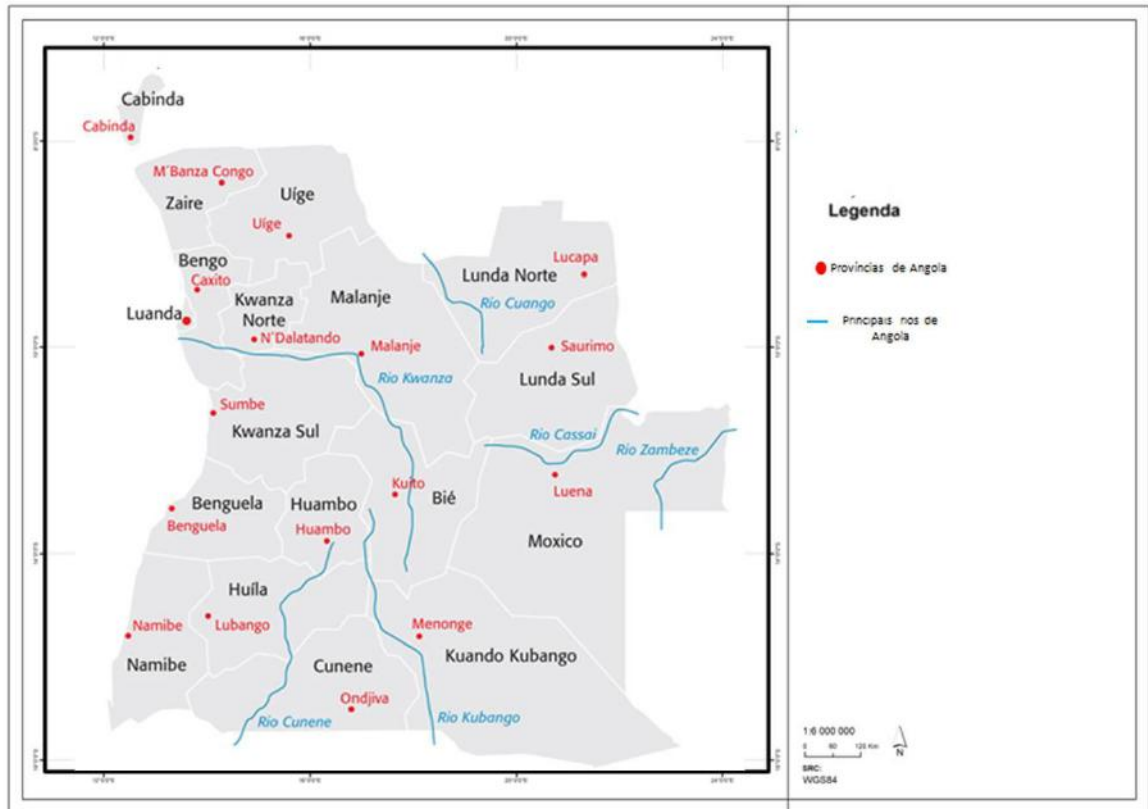 Cabinda
Cabinda
M´Banza Congo
Zaire
Uíge
Uíge
Bengo
Caxito
Luanda
Kwanza
Norte
N´Dalatando
Malanje
Malanje
Lunda Norte
Lucapa
Rio Cuango
Saurimo
Lunda Sul
Rio Kwanza
Sumbe
Kwanza Sul
Rio Cassai
Rio Zambeze
Luena
Kuito
Bié
Benguela
Benguela
Huambo
Huambo
Moxico
Huíla
Lubango
Namibe
Namibe
Menonge
Kuando Kubango
Cunene
Ondjiva
Rio Cunene
Rio Kubango
Legenda
Províncias de Angola
Principais rios de
Angola
1:6 000 000
0 60 120 Km
N
SRC:
WGS84